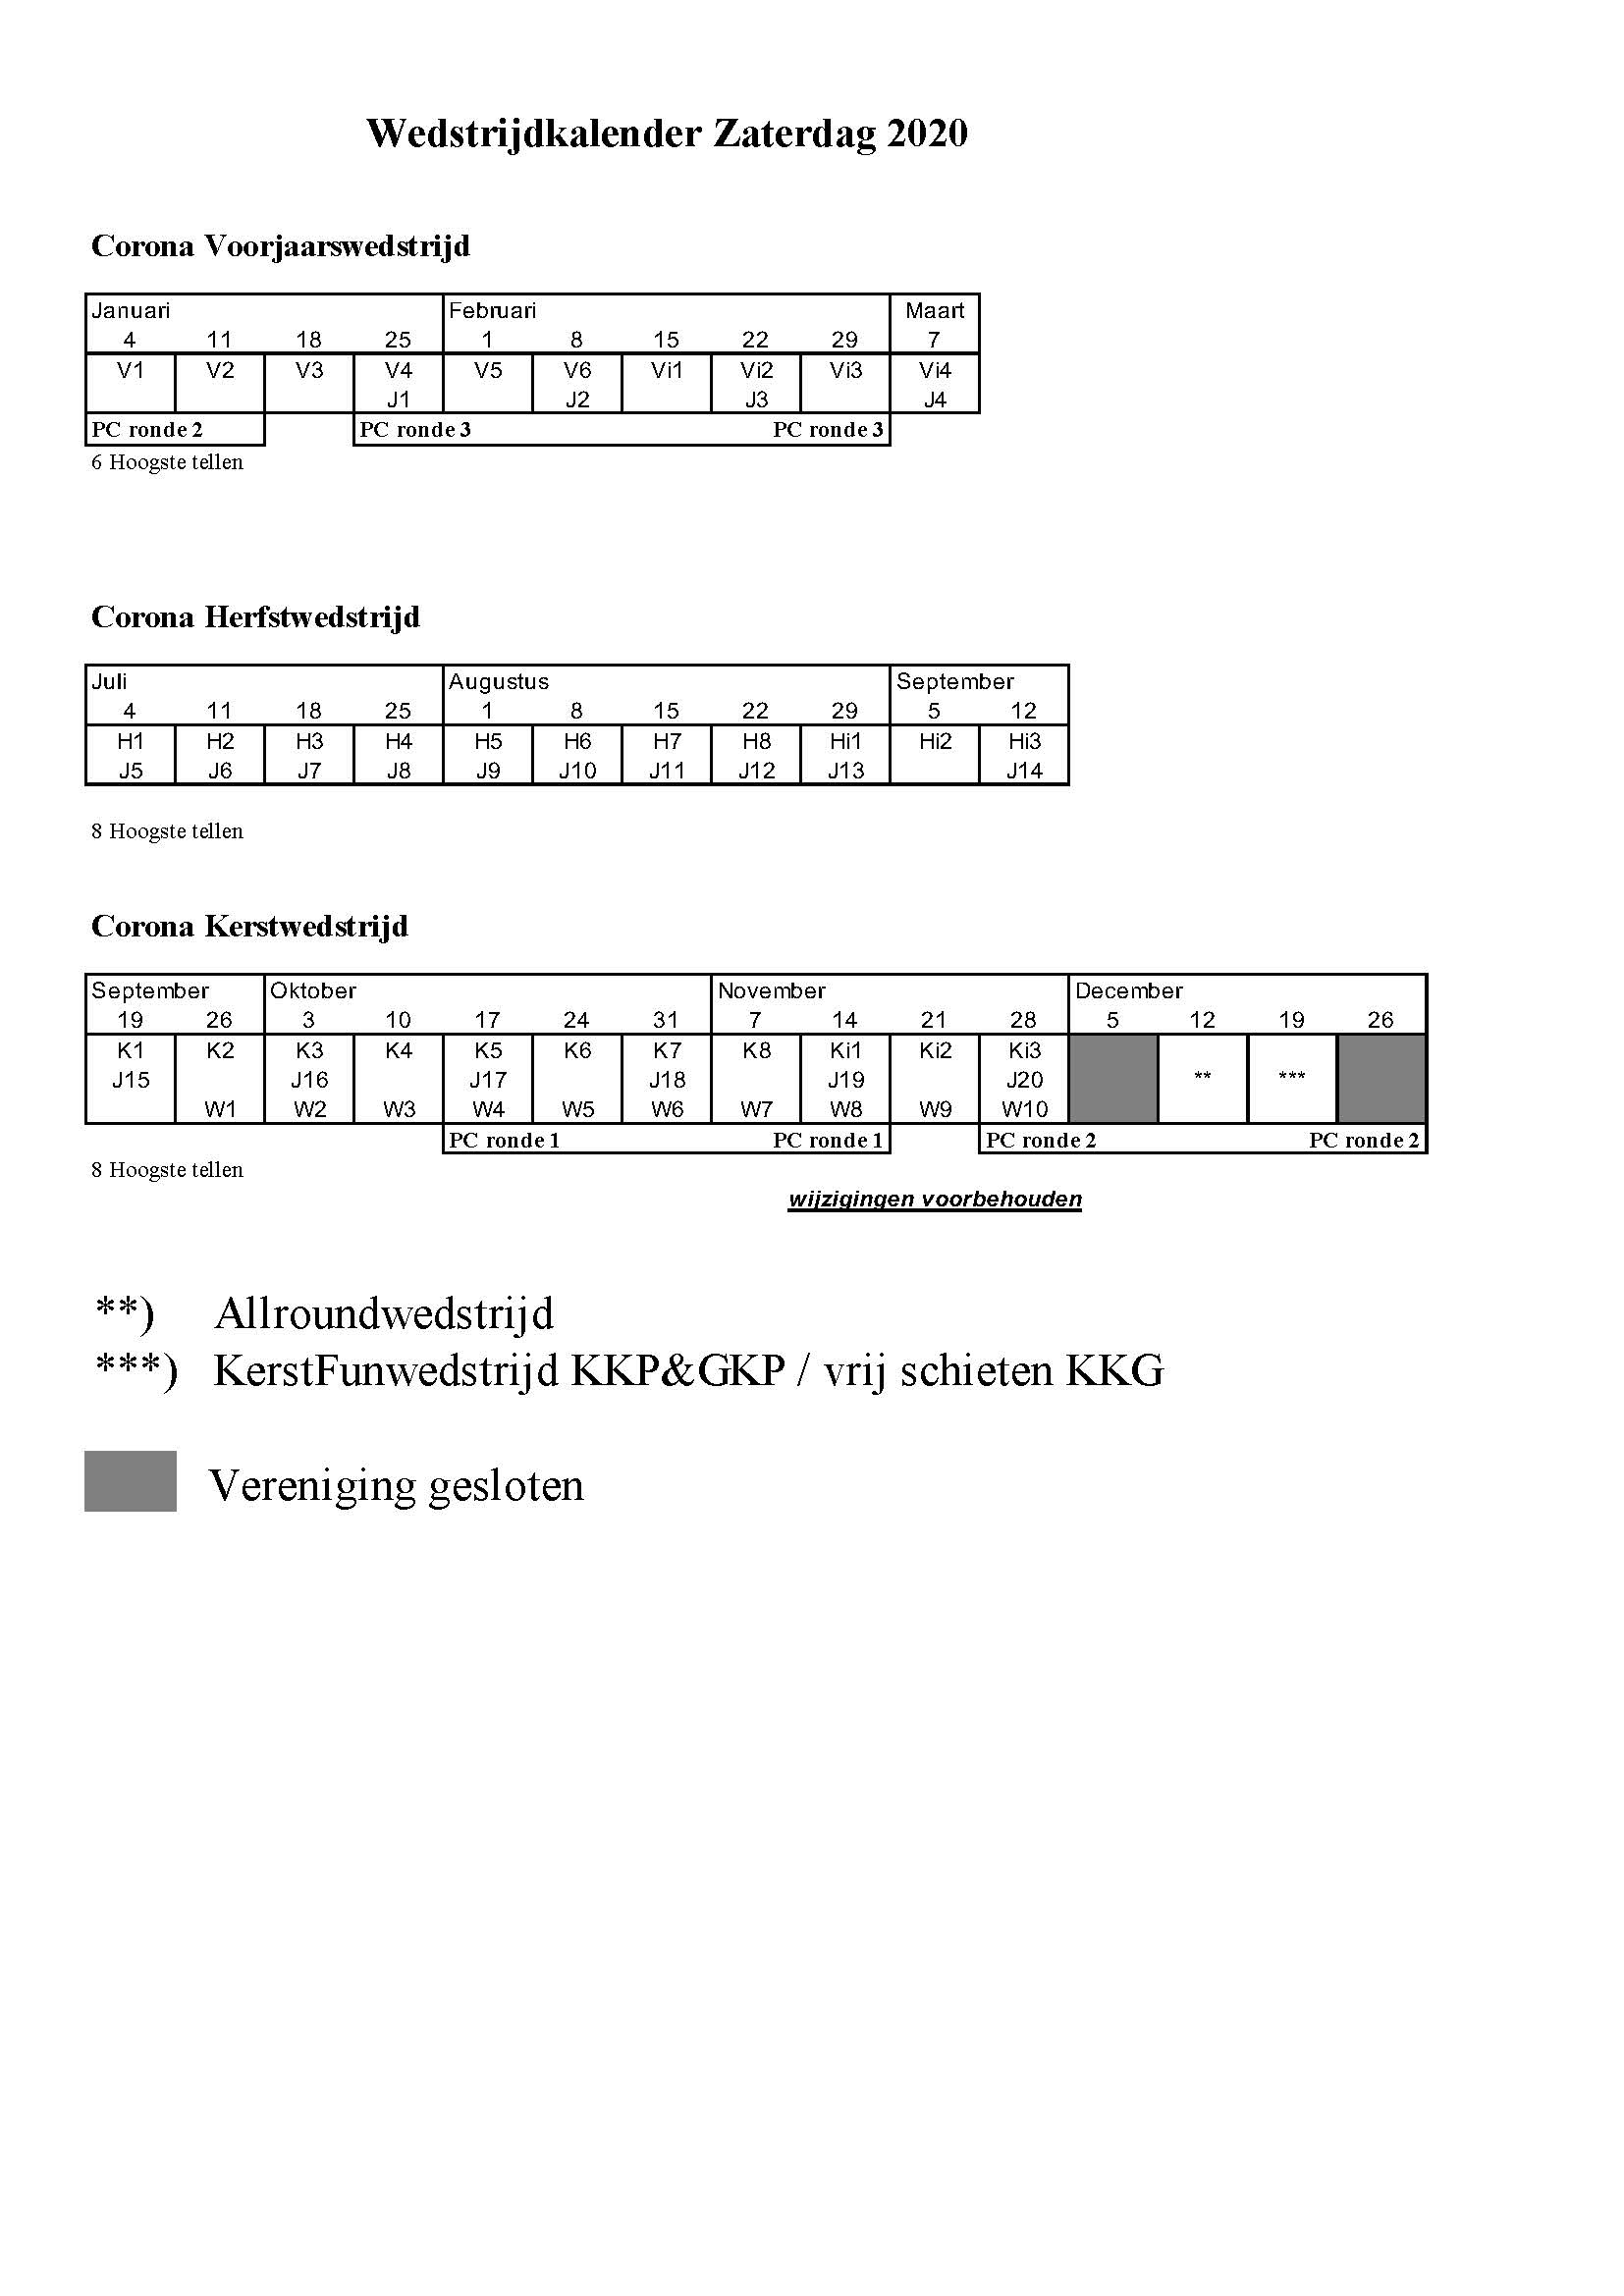 Wedstrijdkalender Zaterdag 2020
Corona Voorjaarswedstrijd
Januari Februari Maart
4 11 18 25 1 8 15 22 29 7
V1 V2 V3 V4 V5 V6 Vi1 Vi2 Vi3 Vi4
J1 J2 J3 J4
PC ronde 2 PC ronde 3 PC ronde 3
6 Hoogste tellen
Corona Herfstwedstrijd
Juli Augustus September
4 11 18 25 1 8 15 22 29 5 12
H1 H2 H3 H4 H5 H6 H7 H8 Hi1 Hi2 Hi3
J5 J6 J7 J8 J9 J10 J11 J12 J13 J14
8 Hoogste tellen
Corona Kerstwedstrijd
September Oktober November December
19 26 3 10 17 24 31 7 14 21 28 5 12 19 26
K1 K2 K3 K4 K5 K6 K7 K8 Ki1 Ki2 Ki3
J15 J16 J17 J18 J19 J20 ** ***
W1 W2 W3 W4 W5 W6 W7 W8 W9 W10
PC ronde 1 PC ronde 1 PC ronde 2 PC ronde 2
8 Hoogste tellen
wijzigingen voorbehouden
**) Allroundwedstrijd
***) KerstFunwedstrijd KKP&GKP / vrij schieten KKG
Vereniging gesloten